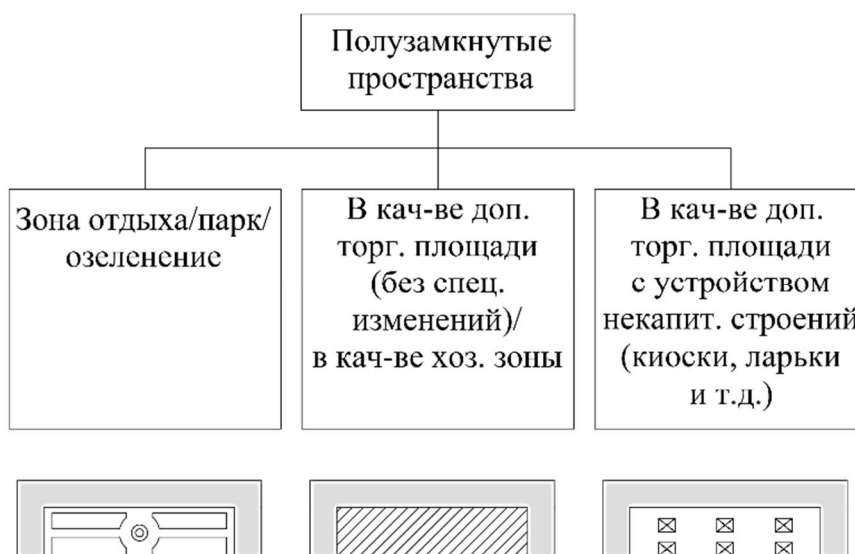 Полузамкнутые
пространства
Зона отдыха/парк/
озеленение
В кач-ве доп.
торг. площади
(без спец.
изменений)/
в кач-ве хоз. зоны
В кач-ве доп.
торг. площади
с устройством
некапит. строений
(киоски, ларьки
и т.д.)